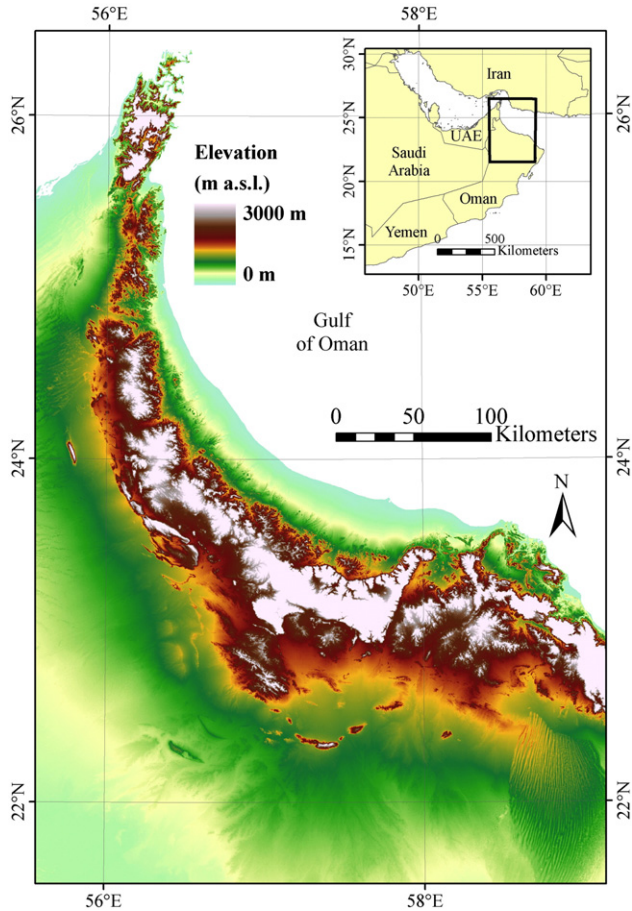 56°E
58°E
26°N
26°N
24°N
24°N
22°N
22°N
56°E
58°E
Elevation
(m a.s.l.)
3000 m
0 m
30°N
25°N
20°N
15°N
50°E
55°E
60°E
Iran
UAE
Saudi
Arabia
Oman
Yemen
0
500
Kilometers
Gulf
of Oman
0
50
100
Kilometers
N